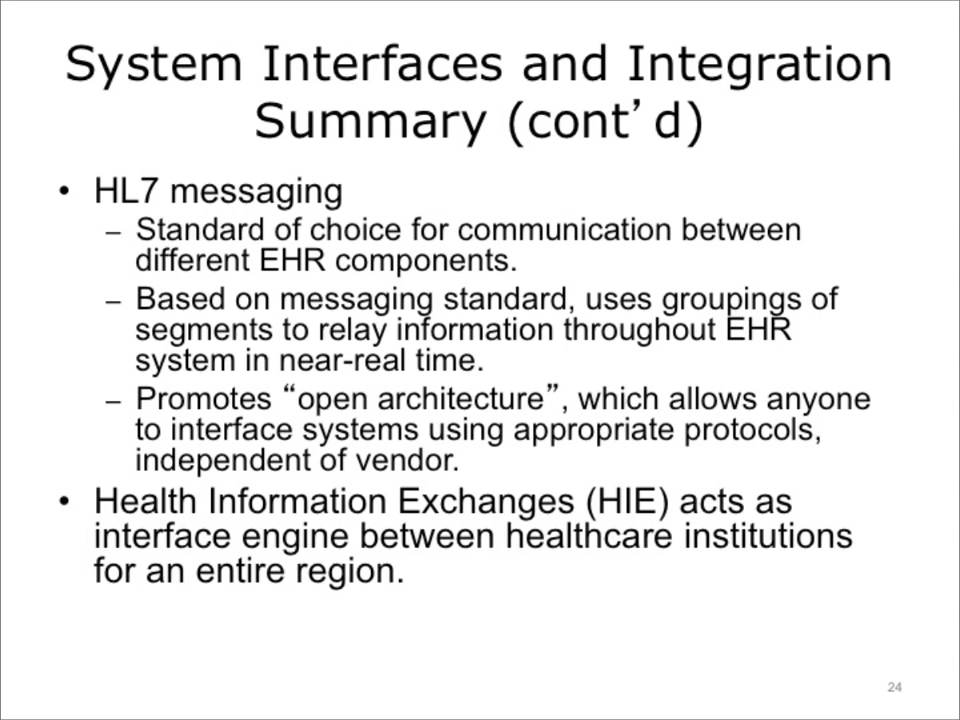 System Interfaces and Integration
Summary (cont’d)
• HL7 messaging
– Standard of choice for communication between
different EHR components.
– Based on messaging standard, uses groupings of
segments to relay information throughout EHR
system in near-real time.
– Promotes “open architecture”, which allows anyone
to interface systems using appropriate protocols,
independent of vendor.
• Health Information Exchanges (HIE) acts as
interface engine between healthcare institutions
for an entire region.
24